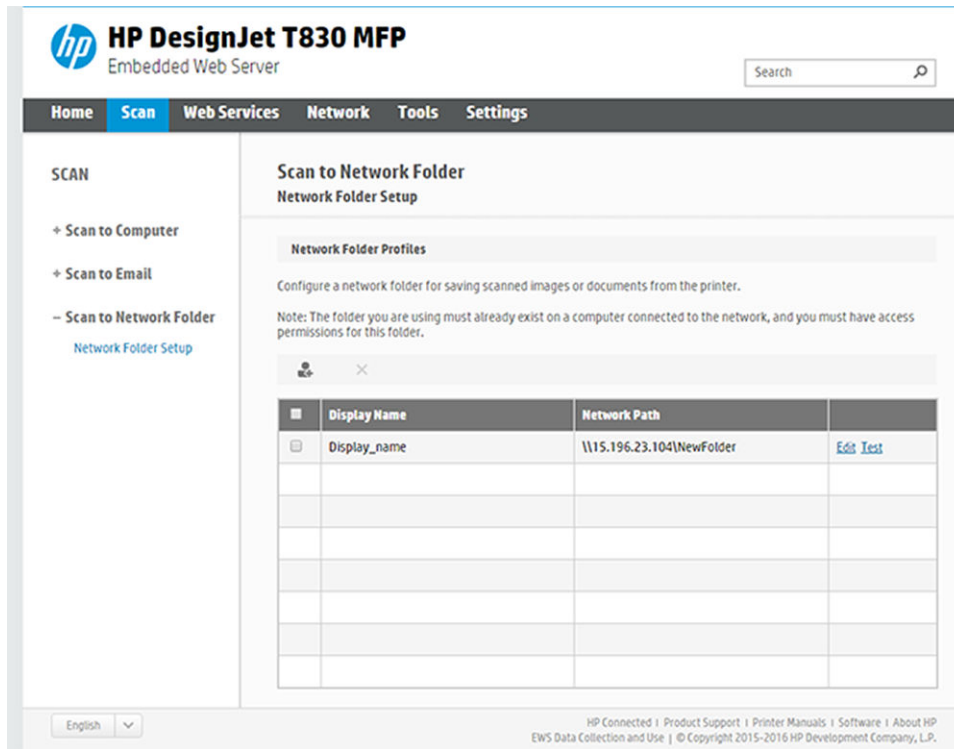 hp
HP DesignJet T830 MFP
Embedded Web Server
Search
Home Scan Web Services Network Tools Settings
SCAN
+ Scan to Computer
+ Scan to Email
– Scan to Network Folder
Network Folder Setup
Scan to Network Folder
Network Folder Setup
Network Folder Profiles
Configure a network folder for saving scanned images or documents from the printer.
Note: The folder you are using must already exist on a computer connected to the network, and you must have access
permissions for this folder.
Display Name Network Path
Display_name \\15.196.23.104\NewFolder Edit Test
English
HP Connected | Product Support | Printer Manuals | Software | About HP
EWS Data Collection and Use | © Copyright 2015-2016 HP Development Company, L.P.